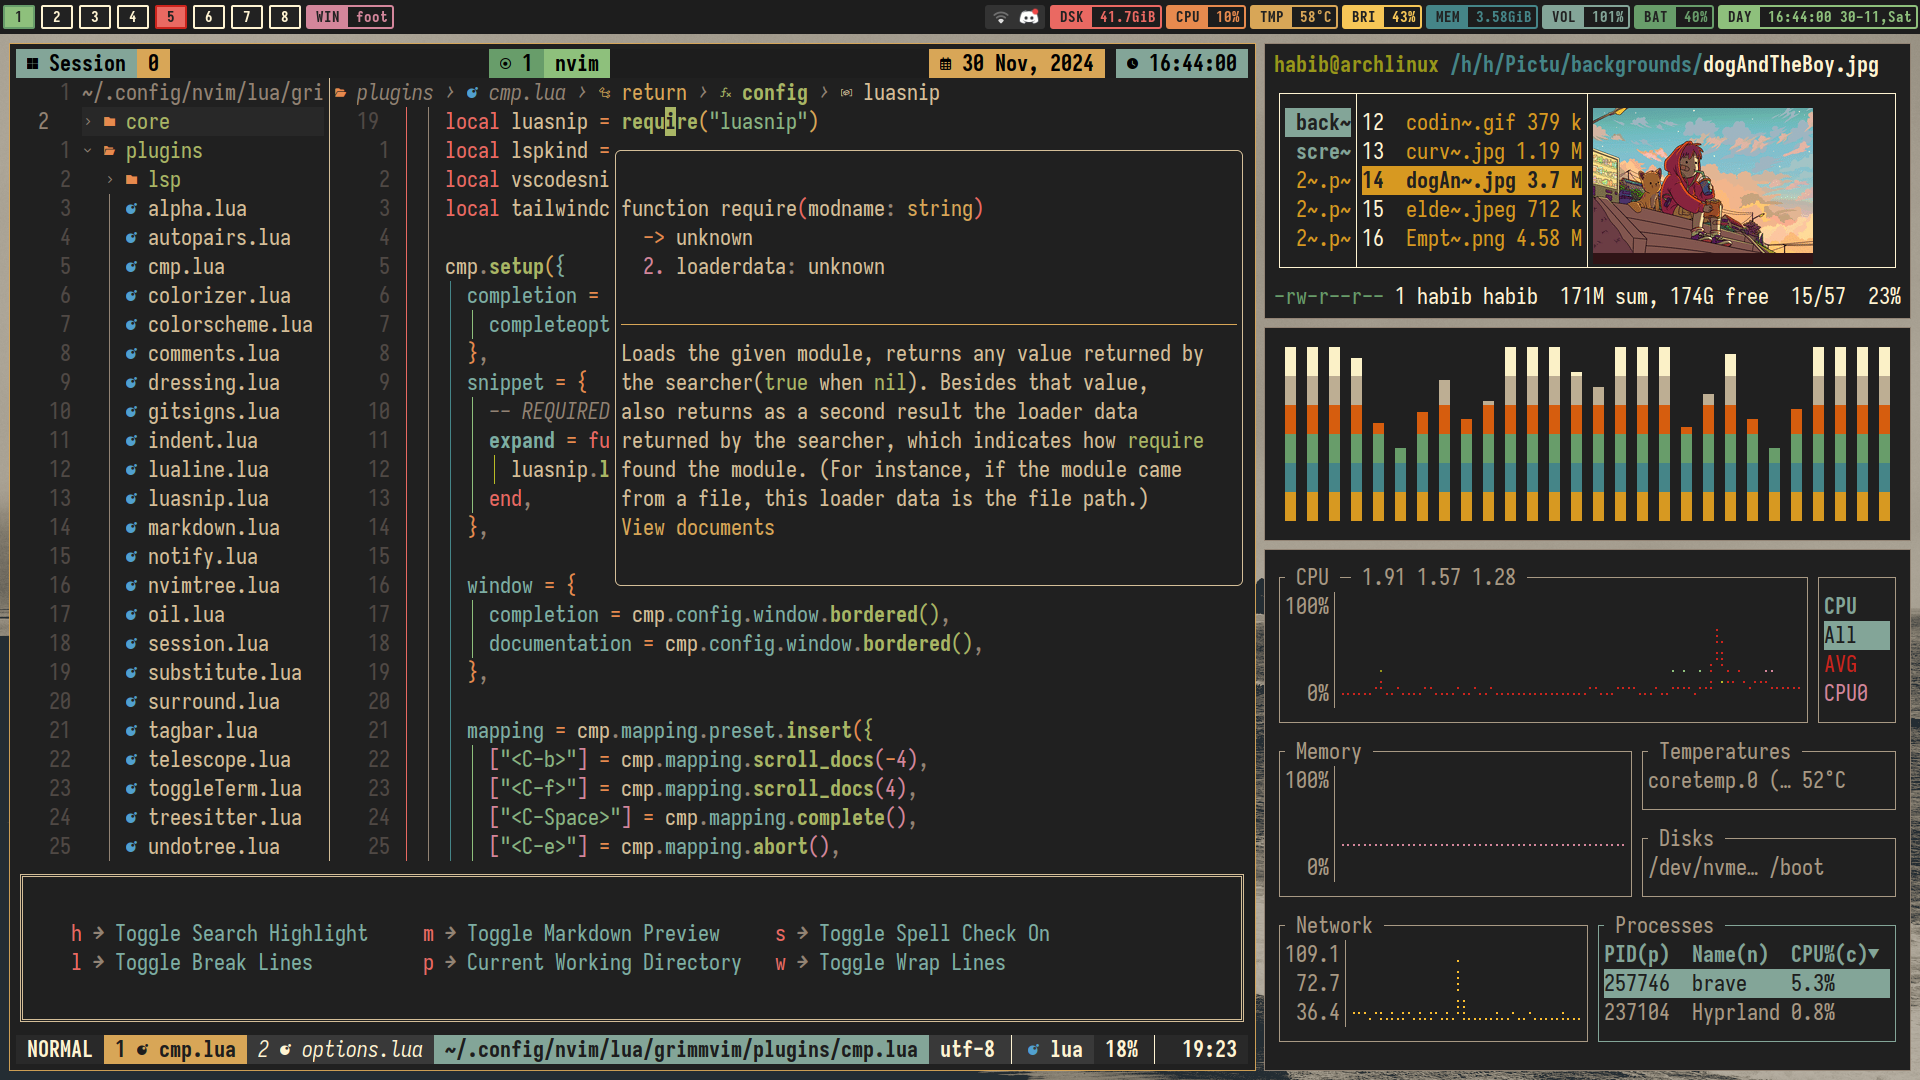 1 2 3 4 5 6 7 8 WIN foot DSK 41.7GiB CPU 10% TMP 58°C BRI 43% MEM 3.58GiB VOL 101% BAT 40% DAY 16:44:00 30-11,Sat
Session 0 1 nvim 30 Nov, 2024 16:44:00
1 ~/.config/nvim/lua/gri
2 › core
1 plugins
2 › lsp
3 alpha.lua
4 autopairs.lua
5 cmp.lua
6 colorizer.lua
7 colorscheme.lua
8 comments.lua
9 dressing.lua
10 gitsigns.lua
11 indent.lua
12 lualine.lua
13 luasnip.lua
14 markdown.lua
15 notify.lua
16 nvimtree.lua
17 oil.lua
18 session.lua
19 substitute.lua
20 surround.lua
21 tagbar.lua
22 telescope.lua
23 toggleTerm.lua
24 treesitter.lua
25 undotree.lua
plugins › cmp.lua › return › config › luasnip
19 local luasnip = require("luasnip")
1 local lspkind =
2 local vscodesni
3 local tailwindc
4
5 cmp.setup({
6 completion =
7 completeopt
8 },
9 snippet = {
10 -- REQUIRED
11 expand = fu
12 luasnip.l
13 end,
14 },
15
16 window = {
17 completion = cmp.config.window.bordered(),
18 documentation = cmp.config.window.bordered(),
19 },
20
21 mapping = cmp.mapping.preset.insert({
22 ["<C-b>"] = cmp.mapping.scroll_docs(-4),
23 ["<C-f>"] = cmp.mapping.scroll_docs(4),
24 ["<C-Space>"] = cmp.mapping.complete(),
25 ["<C-e>"] = cmp.mapping.abort(),
function require(modname: string)
-> unknown
2. loaderdata: unknown
Loads the given module, returns any value returned by
the searcher(true when nil). Besides that value,
also returns as a second result the loader data
returned by the searcher, which indicates how require
found the module. (For instance, if the module came
from a file, this loader data is the file path.)
View documents
h → Toggle Search Highlight m → Toggle Markdown Preview s → Toggle Spell Check On
l → Toggle Break Lines p → Current Working Directory w → Toggle Wrap Lines
NORMAL 1 cmp.lua 2 options.lua ~/.config/nvim/lua/grimmvim/plugins/cmp.lua utf-8 lua 18% 19:23
habib@archlinux /h/h/Pictu/backgrounds/dogAndTheBoy.jpg
back~ 12 codin~.gif 379 k
scre~ 13 curv~.jpg 1.19 M
2~.p~ 14 dogAn~.jpg 3.7 M
2~.p~ 15 elde~.jpeg 712 k
2~.p~ 16 Empt~.png 4.58 M
-rw-r--r-- 1 habib habib 171M sum, 174G free 15/57 23%
CPU — 1.91 1.57 1.28
100%
0%
CPU
All
AVG
CPU0
Memory
100%
0%
Temperatures
coretemp.0 (… 52°C
Disks
/dev/nvme… /boot
Network
109.1
72.7
36.4
Processes
PID(p) Name(n) CPU%(c)▼
257746 brave 5.3%
237104 Hyprland 0.8%